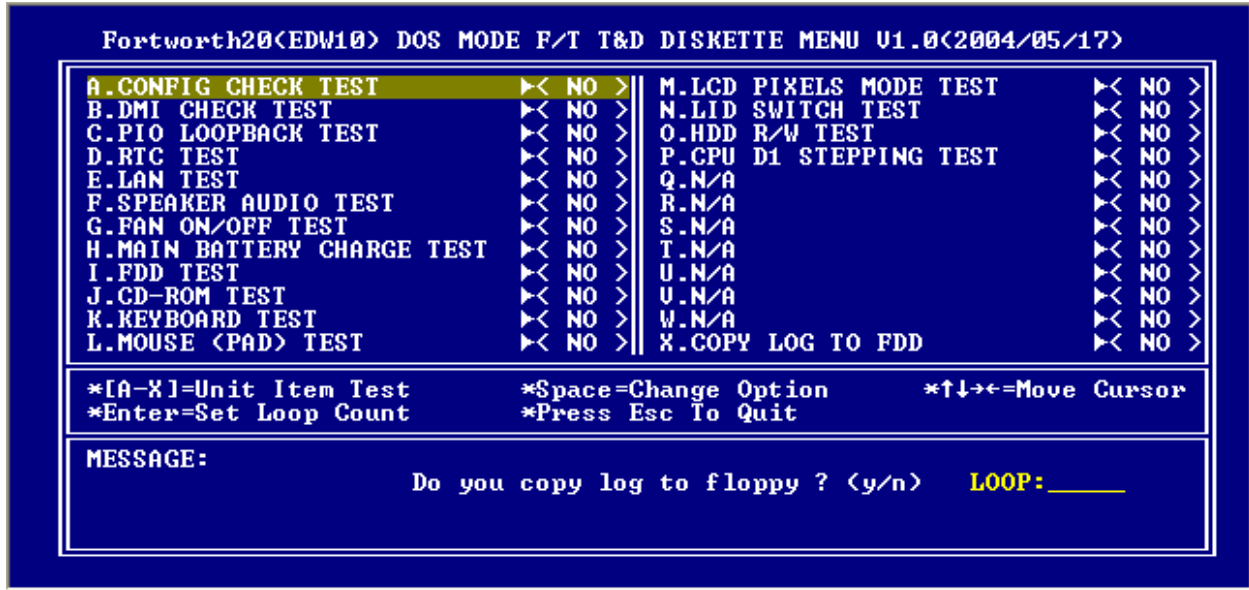 Fortworth20(EDW10) DOS MODE F/T T&D DISKETTE MENU V1.0(2004/05/17)
A.CONFIG CHECK TEST ►< NO > M.LCD PIXELS MODE TEST ►< NO >
B.DMI CHECK TEST ►< NO > N.LID SWITCH TEST ►< NO >
C.PIO LOOPBACK TEST ►< NO > O.HDD R/W TEST ►< NO >
D.RTC TEST ►< NO > P.CPU D1 STEPPING TEST ►< NO >
E.LAN TEST ►< NO > Q.N/A ►< NO >
F.SPEAKER AUDIO TEST ►< NO > R.N/A ►< NO >
G.FAN ON/OFF TEST ►< NO > S.N/A ►< NO >
H.MAIN BATTERY CHARGE TEST ►< NO > T.N/A ►< NO >
I.FDD TEST ►< NO > U.N/A ►< NO >
J.CD-ROM TEST ►< NO > V.N/A ►< NO >
K.KEYBOARD TEST ►< NO > W.N/A ►< NO >
L.MOUSE (PAD) TEST ►< NO > X.COPY LOG TO FDD ►< NO >
*[A-X]=Unit Item Test *Space=Change Option *↑↓→←=Move Cursor
*Enter=Set Loop Count *Press Esc To Quit
MESSAGE:
Do you copy log to floppy ? (y/n) LOOP:______